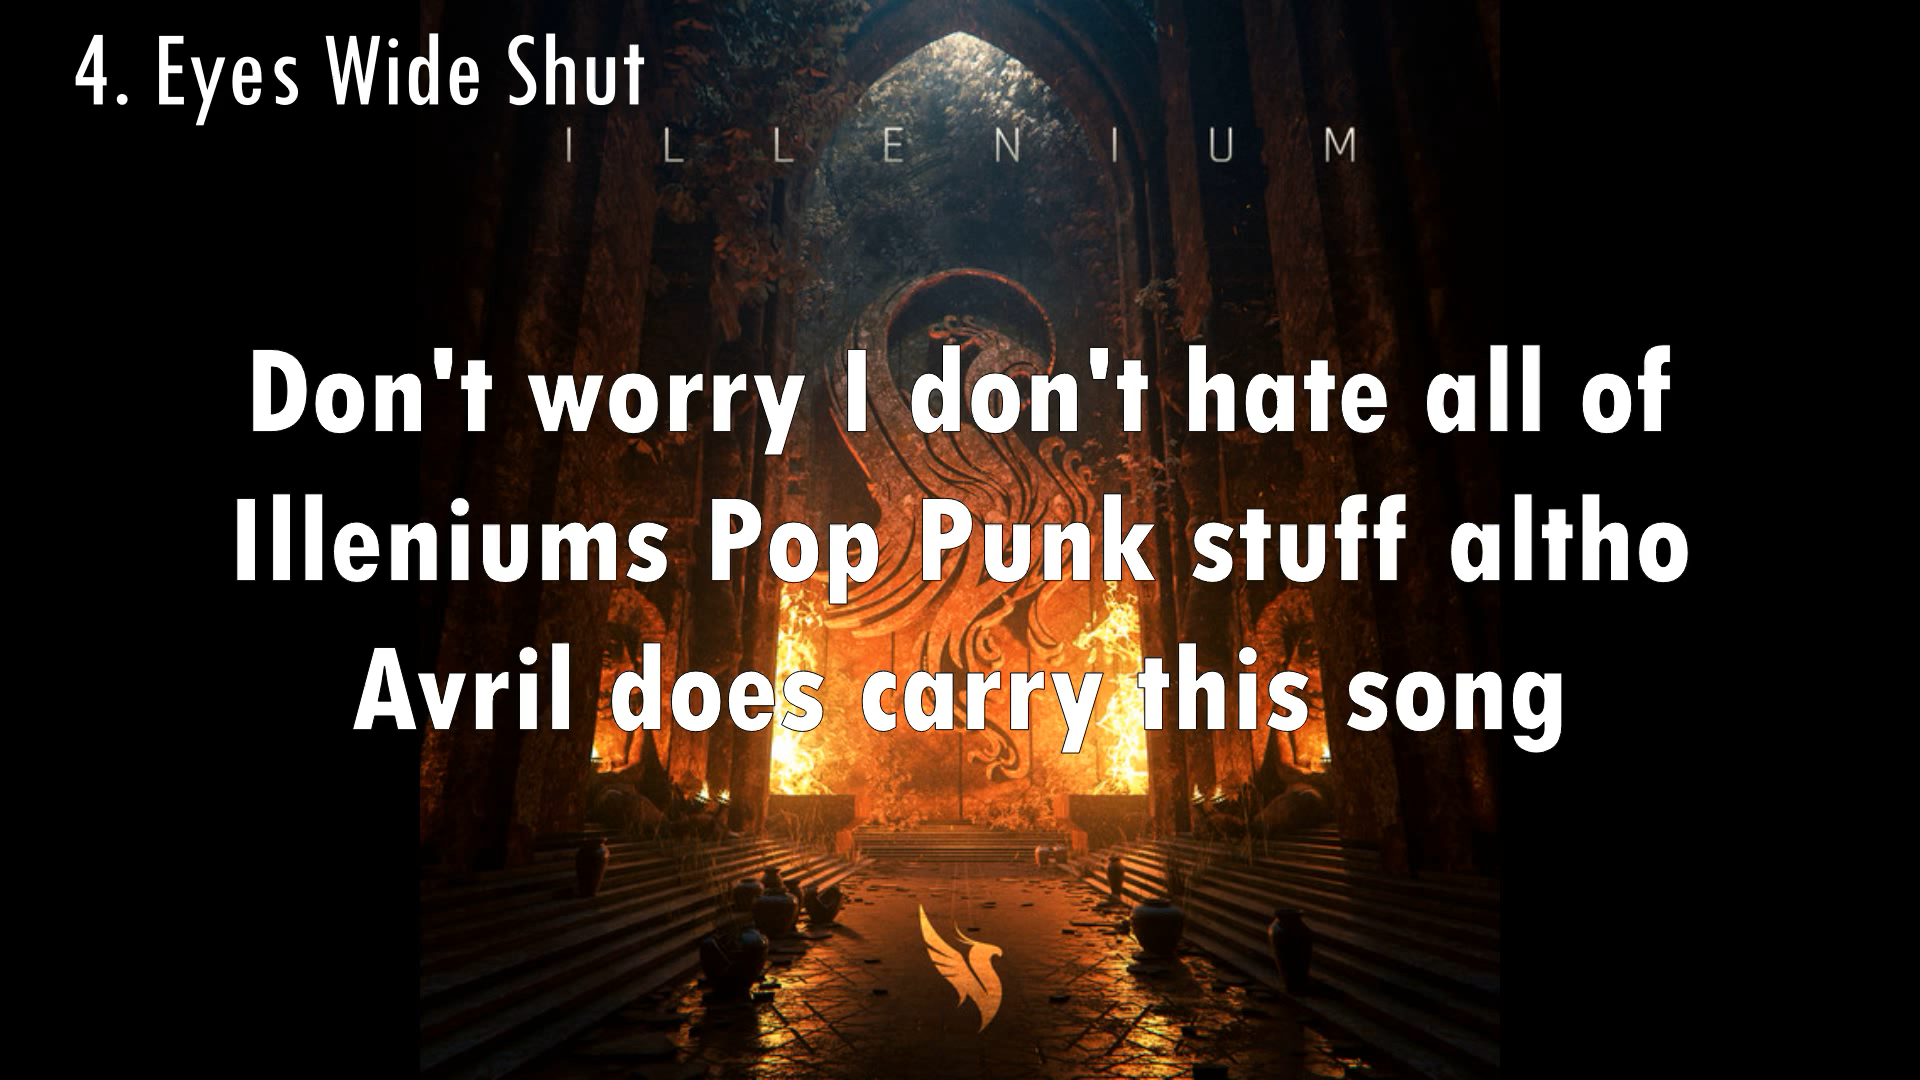 4. Eyes Wide Shut
ILLENIUM
Don't worry I don't hate all of
Illeniums Pop Punk stuff altho
Avril does carry this song